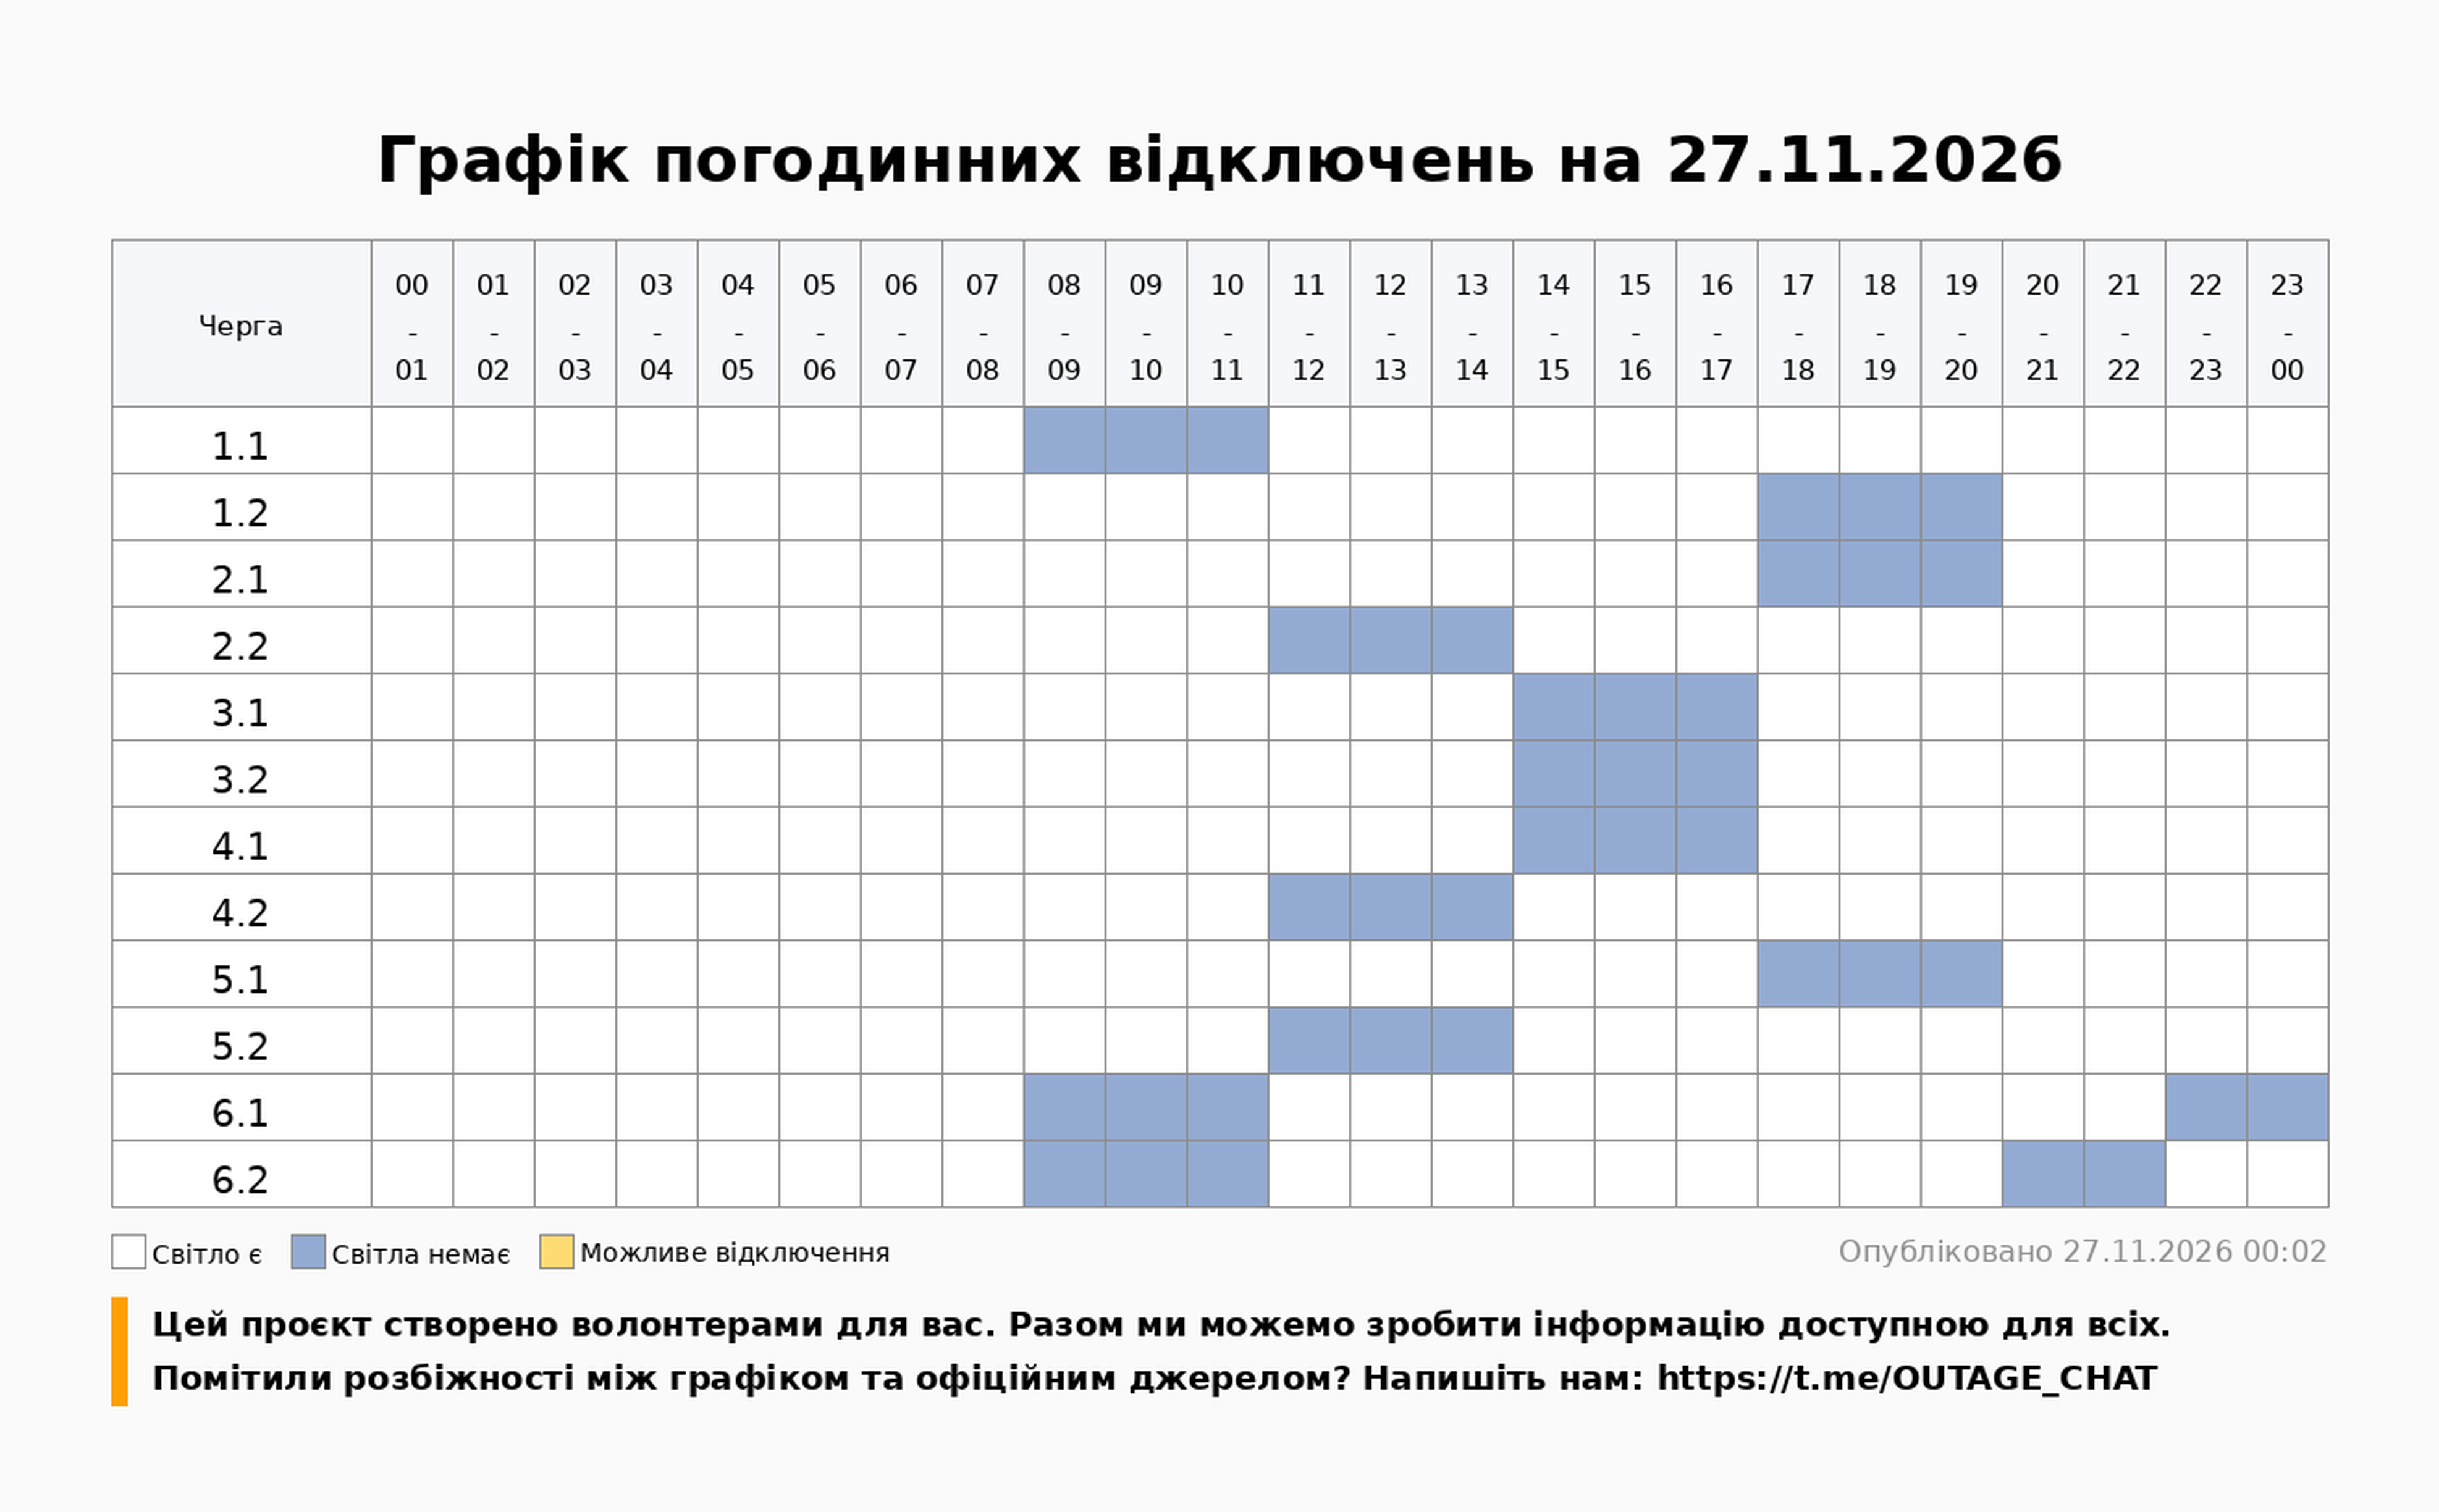 Графік погодинних відключень на 27.11.2026
Черга 00 - 01 01 - 02 02 - 03 03 - 04 04 - 05 05 - 06 06 - 07 07 - 08 08 - 09 09 - 10 10 - 11 11 - 12 12 - 13 13 - 14 14 - 15 15 - 16 16 - 17 17 - 18 18 - 19 19 - 20 20 - 21 21 - 22 22 - 23 23 - 00
1.1
1.2
2.1
2.2
3.1
3.2
4.1
4.2
5.1
5.2
6.1
6.2
Світло є Світла немає Можливе відключення Опубліковано 27.11.2026 00:02
Цей проєкт створено волонтерами для вас. Разом ми можемо зробити інформацію доступною для всіх.
Помітили розбіжності між графіком та офіційним джерелом? Напишіть нам: https://t.me/OUTAGE_CHAT